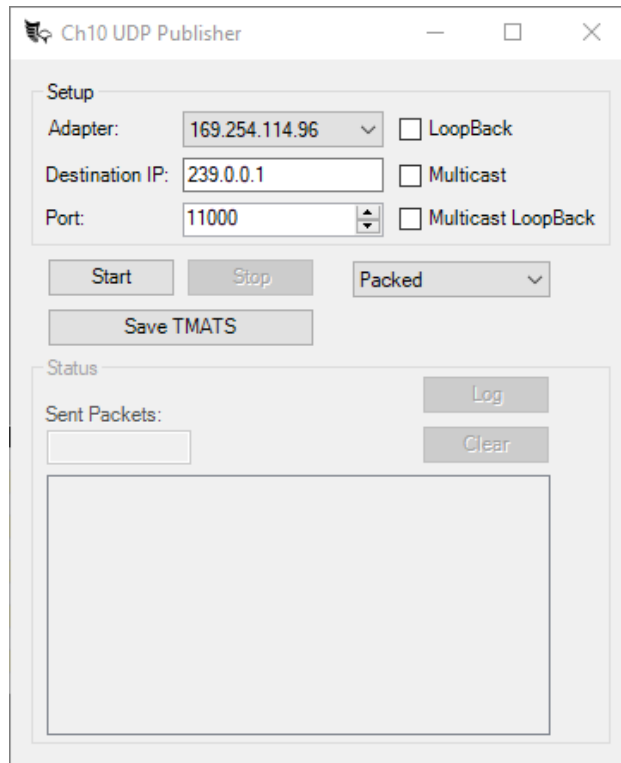 Ch10 UDP Publisher
Setup
Adapter: 169.254.114.96 LoopBack
Destination IP: 239.0.0.1 Multicast
Port: 11000 Multicast LoopBack
Start Stop Packed
Save TMATS
Status
Log
Sent Packets:
Clear